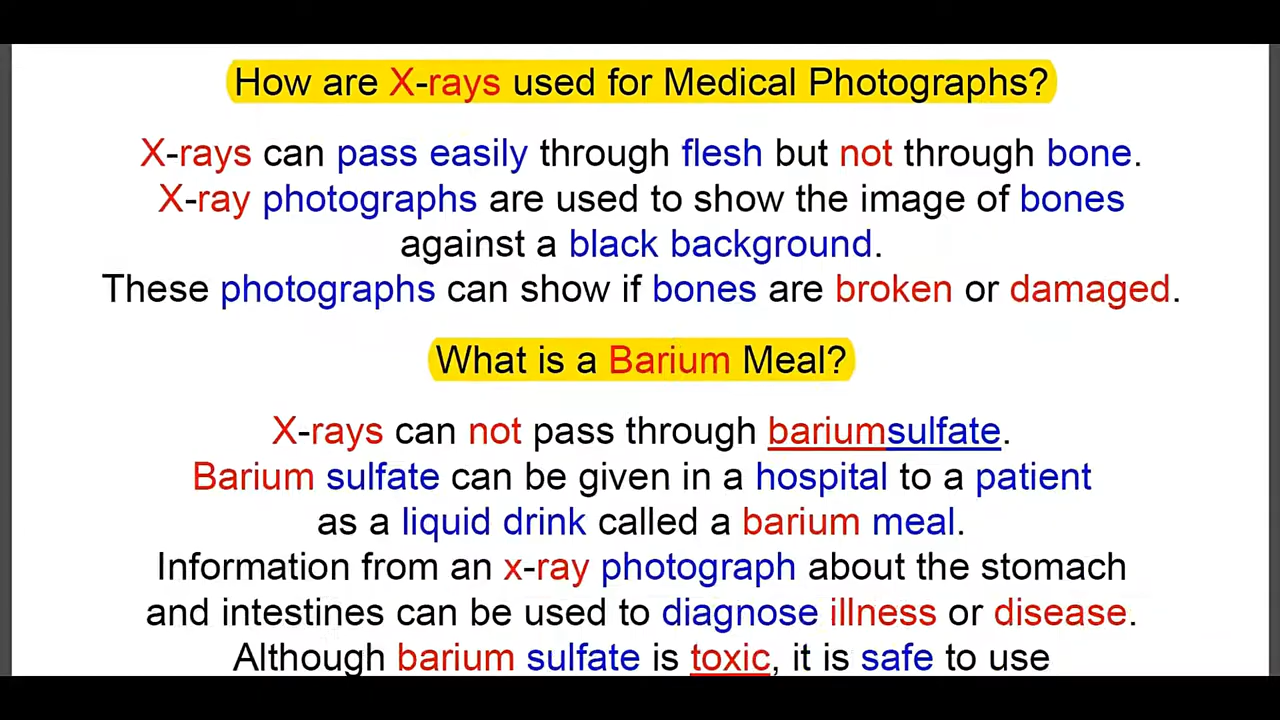 How are X-rays used for Medical Photographs?
X-rays can pass easily through flesh but not through bone.
X-ray photographs are used to show the image of bones
against a black background.
These photographs can show if bones are broken or damaged.
What is a Barium Meal?
X-rays can not pass through bariumsulfate.
Barium sulfate can be given in a hospital to a patient
as a liquid drink called a barium meal.
Information from an x-ray photograph about the stomach
and intestines can be used to diagnose illness or disease.
Although barium sulfate is toxic, it is safe to use